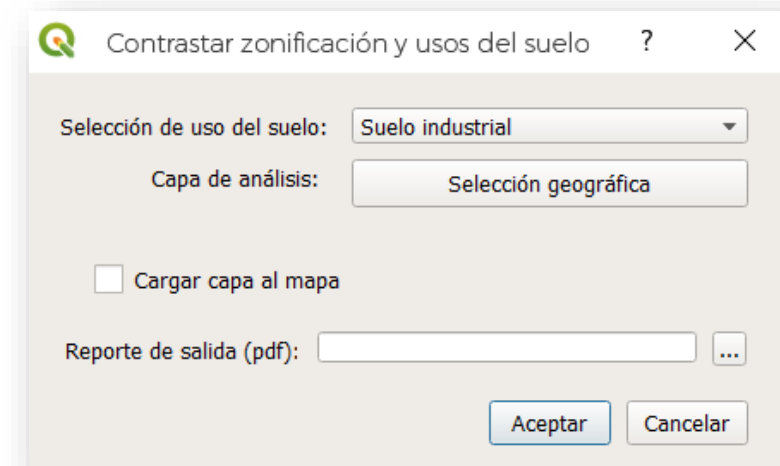 Contrastar zonificación y usos del suelo ?
Selección de uso del suelo: Suelo industrial
Capa de análisis: Selección geográfica
Cargar capa al mapa
Reporte de salida (pdf): ...
Aceptar Cancelar